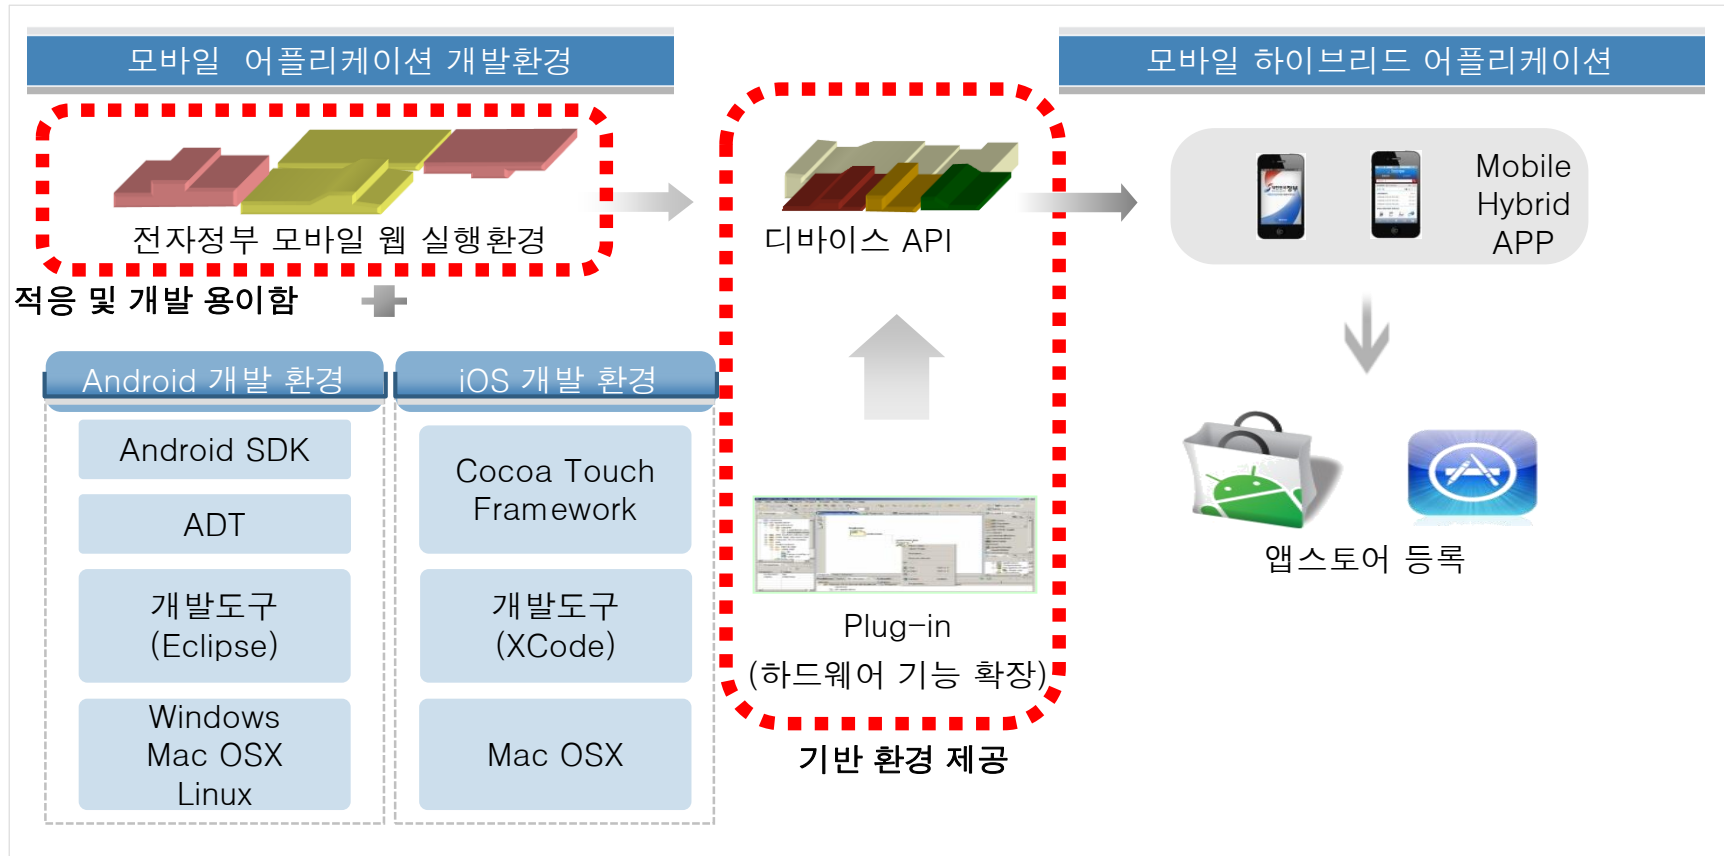 모바일 어플리케이션 개발환경
모바일 하이브리드 어플리케이션
전자정부 모바일 웹 실행환경
적응 및 개발 용이함
디바이스 API
Mobile
Hybrid
APP
Android 개발 환경
Android SDK
ADT
개발도구
(Eclipse)
Windows
Mac OSX
Linux
iOS 개발 환경
Cocoa Touch
Framework
개발도구
(XCode)
Mac OSX
Plug-in
(하드웨어 기능 확장)
기반 환경 제공
앱스토어 등록